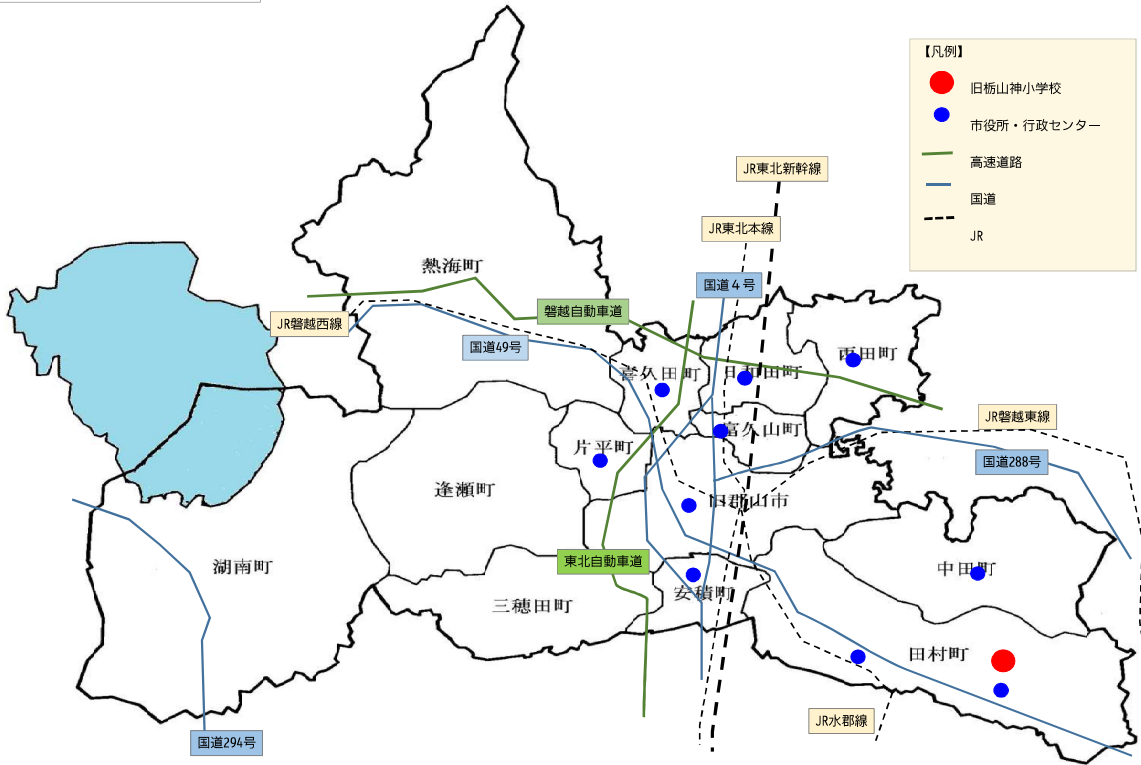 【凡例】
旧栃山神小学校
市役所・行政センター
高速道路
国道
JR
JR東北新幹線
JR東北本線
熱海町
国道４号
磐越自動車道
JR磐越西線
国道49号
喜久田町
日和田町
西田町
JR磐越東線
富久山町
片平町
国道288号
逢瀬町
旧郡山市
湖南町
東北自動車道
中田町
安積町
三穂田町
田村町
JR水郡線
国道294号